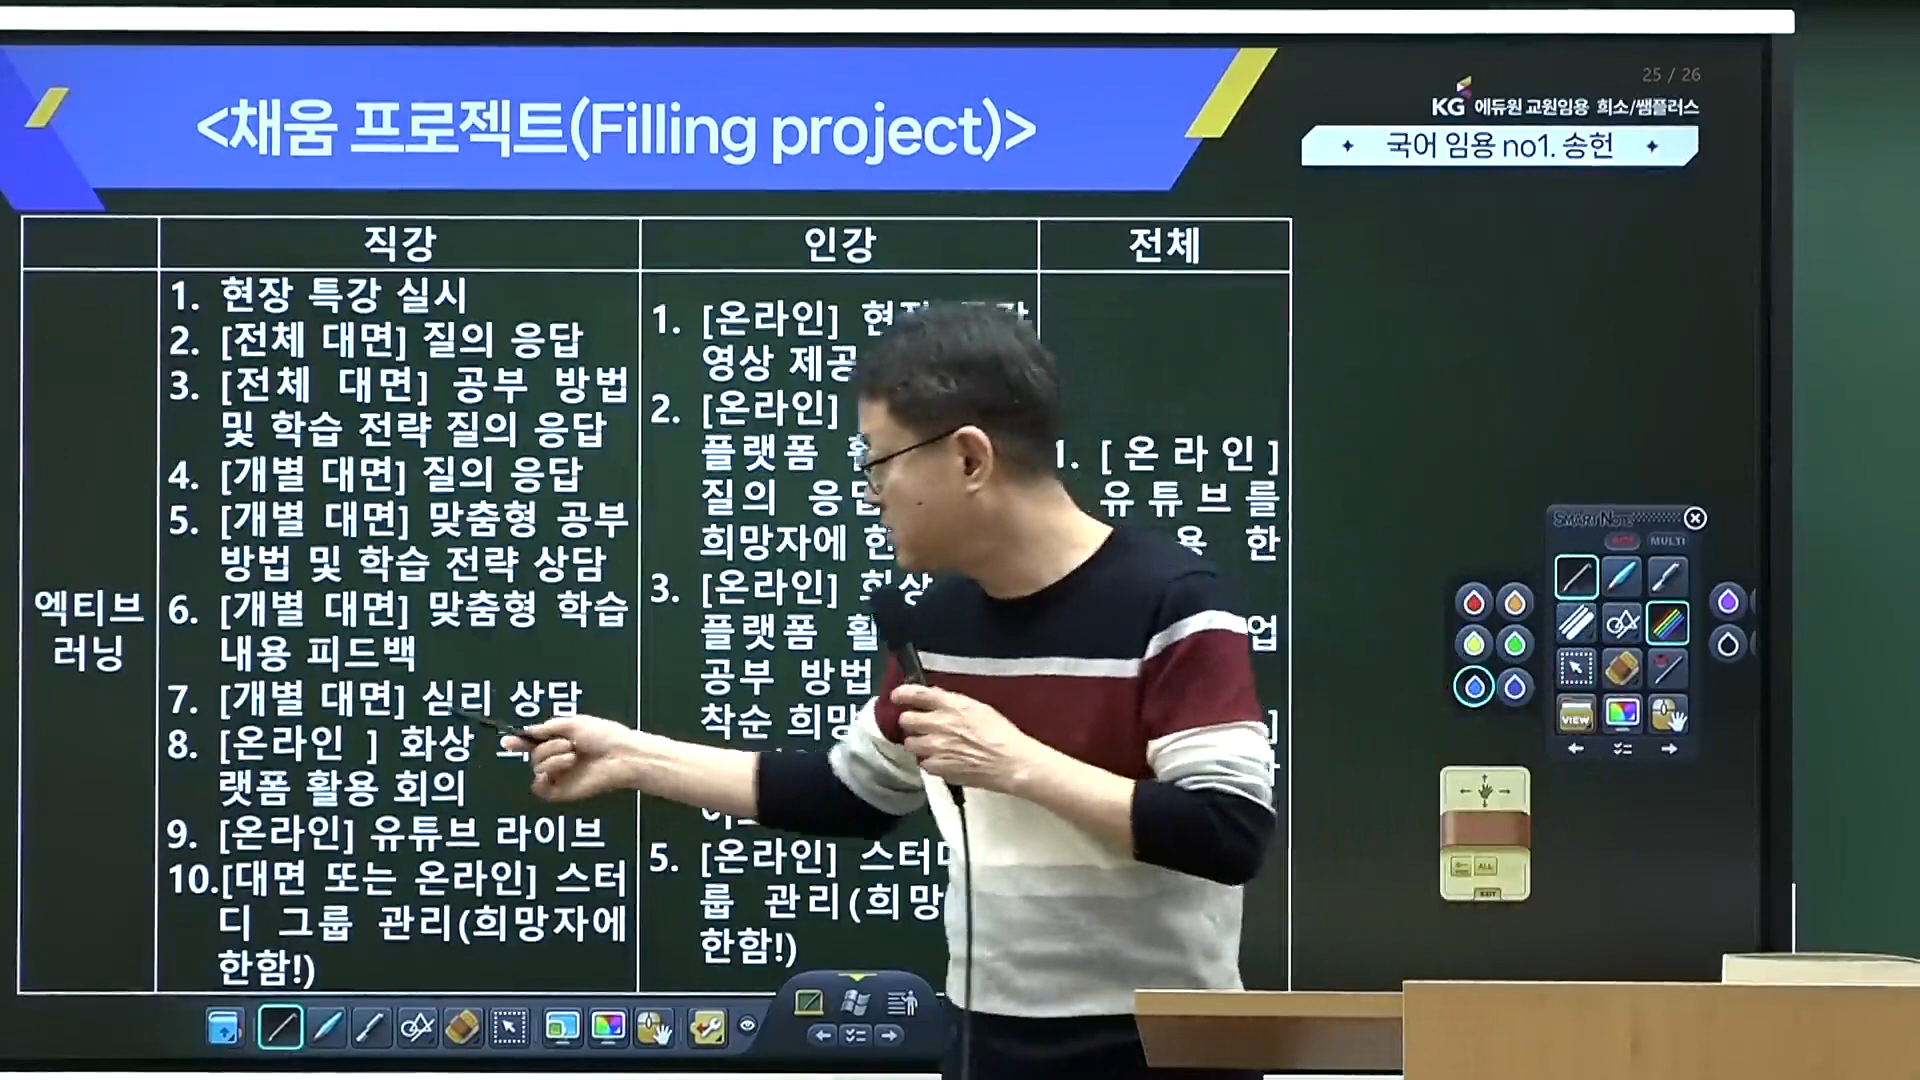 25 / 26
KG 에듀원 교원임용 희소/쌤플러스
국어 임용 no1. 송헌
<채움 프로젝트(Filling project)>
직강
인강
전체
엑티브
러닝
1. 현장 특강 실시
2. [전체 대면] 질의 응답
3. [전체 대면] 공부 방법
및 학습 전략 질의 응답
4. [개별 대면] 질의 응답
5. [개별 대면] 맞춤형 공부
방법 및 학습 전략 상담
6. [개별 대면] 맞춤형 학습
내용 피드백
7. [개별 대면] 심리 상담
8. [온라인 ] 화상
랫폼 활용 회의
9. [온라인] 유튜브 라이브
10.[대면 또는 온라인] 스터
디 그룹 관리(희망자에
한함!)
1. [온라인]
영상 제공
2. [온라인]
플랫폼
질의 응답
희망자에
3. [온라인] 화상
플랫폼
공부 방법
착순 희망
5. [온라인]
룹 관리(희망
한함!)
1. [온라인]
유튜브를
한
업
SMART NOTE
MULTI
VIEW
ALL
EXIT